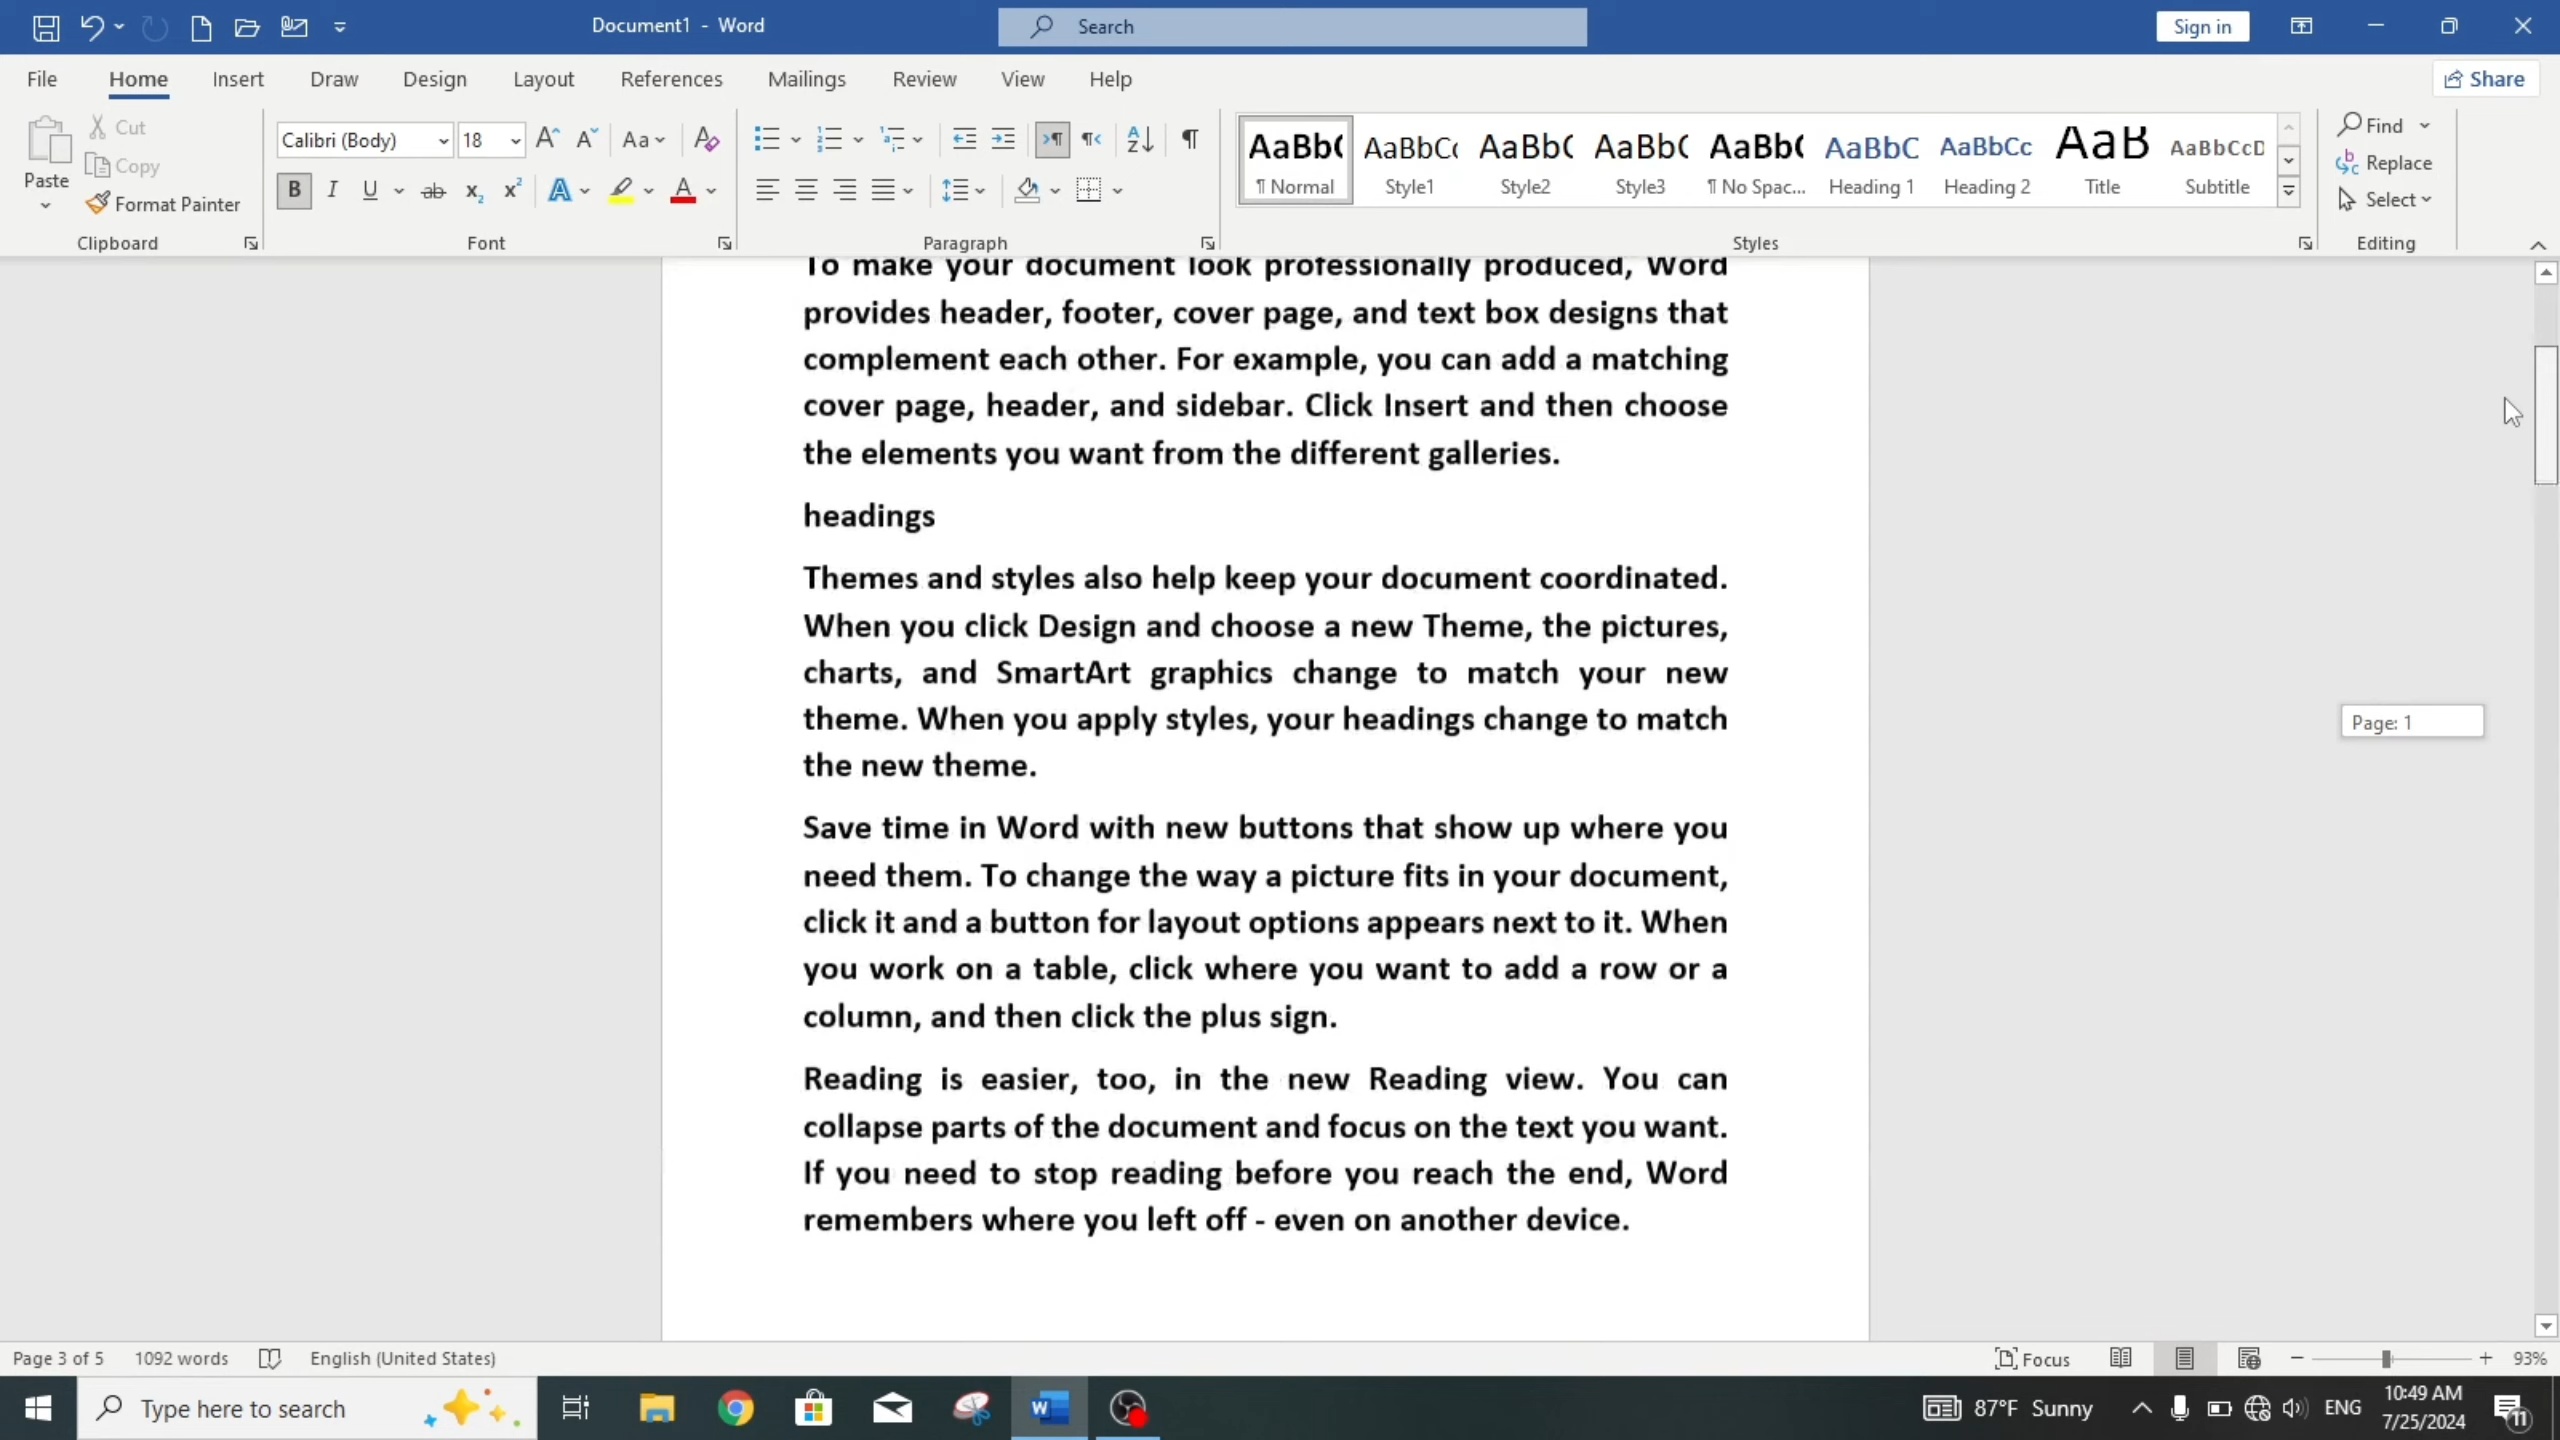 Document1 - Word
Search
Sign in
File Home Insert Draw Design Layout References Mailings Review View Help
Share
Paste
Cut
Copy
Format Painter
Clipboard
Calibri (Body) 18
Font
Paragraph
AaBb( AaBbC( AaBb( AaBb( AaBb( AaBbC AaBbCc AaB AaBbCcD
¶ Normal Style1 Style2 Style3 ¶ No Spac... Heading 1 Heading 2 Title Subtitle
Styles
Find
Replace
Select
Editing
To make your document look professionally produced, Word
provides header, footer, cover page, and text box designs that
complement each other. For example, you can add a matching
cover page, header, and sidebar. Click Insert and then choose
the elements you want from the different galleries.
headings
Themes and styles also help keep your document coordinated.
When you click Design and choose a new Theme, the pictures,
charts, and SmartArt graphics change to match your new
theme. When you apply styles, your headings change to match
the new theme.
Page: 1
Save time in Word with new buttons that show up where you
need them. To change the way a picture fits in your document,
click it and a button for layout options appears next to it. When
you work on a table, click where you want to add a row or a
column, and then click the plus sign.
Reading is easier, too, in the new Reading view. You can
collapse parts of the document and focus on the text you want.
If you need to stop reading before you reach the end, Word
remembers where you left off - even on another device.
Page 3 of 5 1092 words English (United States)
Focus
93%
Type here to search
87°F Sunny
ENG
10:49 AM
7/25/2024
11